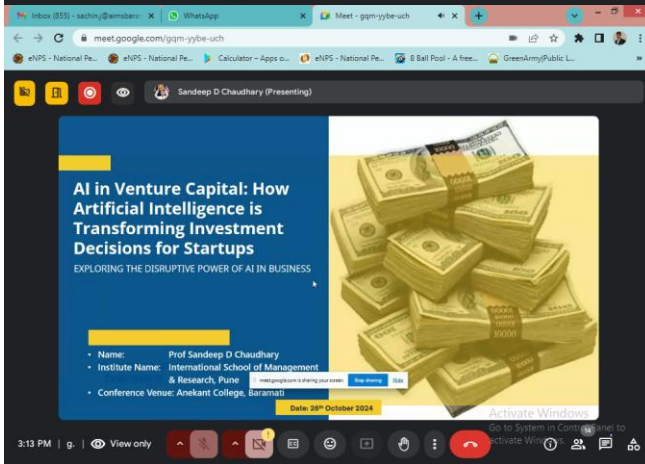 Inbox (855) - sachin.j@aimsbara
WhatsApp
Meet - gqm-yybe-uch
meet.google.com/gqm-yybe-uch
eNPS - National Pe...
eNPS - National Pe...
Calculator – Apps o...
eNPS - National Pe...
8 Ball Pool - A free...
GreenArmy|Public L...
Sandeep D Chaudhary (Presenting)
AI in Venture Capital: How
Artificial Intelligence is
Transforming Investment
Decisions for Startups
EXPLORING THE DISRUPTIVE POWER OF AI IN BUSINESS
• Name: Prof Sandeep D Chaudhary
• Institute Name: International School of Management
& Research, Pune
• Conference Venue: Anekant College, Baramati
meet.google.com is sharing your screen. Stop sharing Hide
Date: 26th October 2024
Activate Windows
Go to System in Control Panel to
activate Windows.
3:13 PM | g. | View only
14